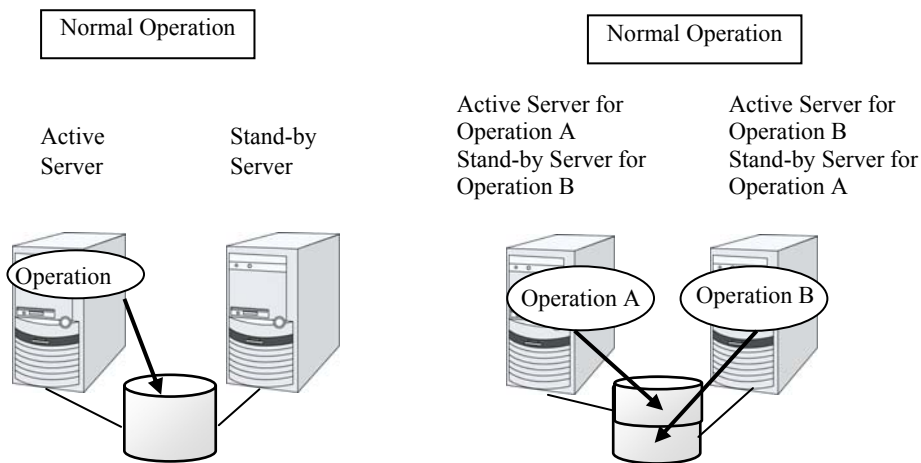 Normal Operation
Active
Server
Stand-by
Server
Operation
Normal Operation
Active Server for
Operation A
Stand-by Server for
Operation B
Active Server for
Operation B
Stand-by Server for
Operation A
Operation A
Operation B